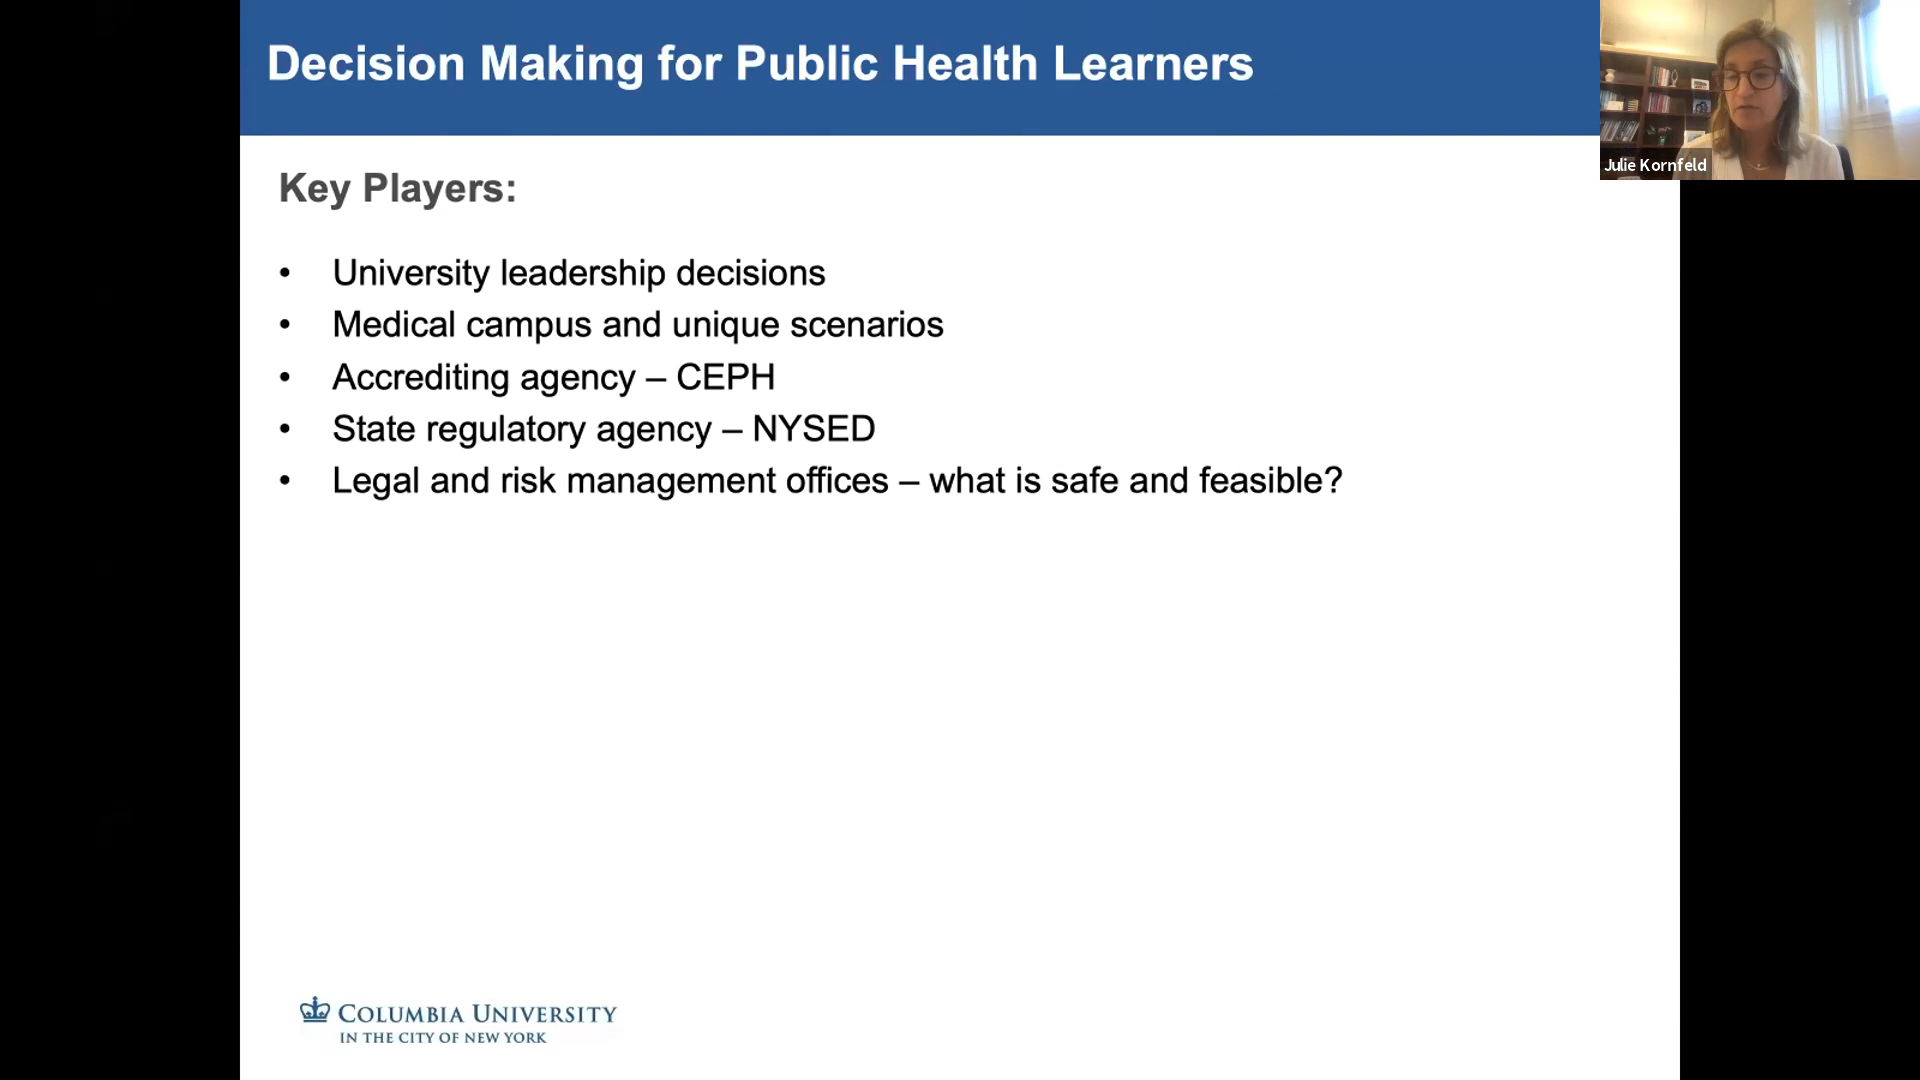 Decision Making for Public Health Learners
Julie Kornfeld
Key Players:
• University leadership decisions
• Medical campus and unique scenarios
• Accrediting agency – CEPH
• State regulatory agency – NYSED
• Legal and risk management offices – what is safe and feasible?
COLUMBIA UNIVERSITY
IN THE CITY OF NEW YORK